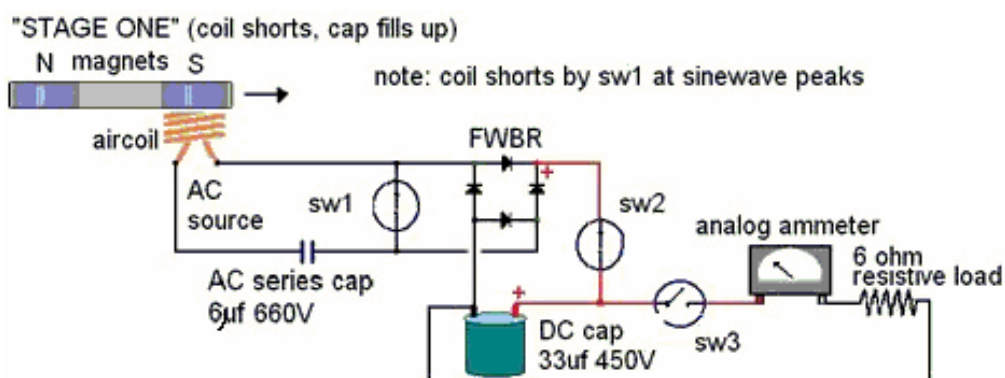 "STAGE ONE" (coil shorts, cap fills up)
N magnets S
note: coil shorts by sw1 at sinewave peaks
aircoil
FWBR
+
AC
source
sw1
sw2
analog ammeter
6 ohm
resistive load
AC series cap
6µf 660V
+
DC cap
33uf 450V
sw3